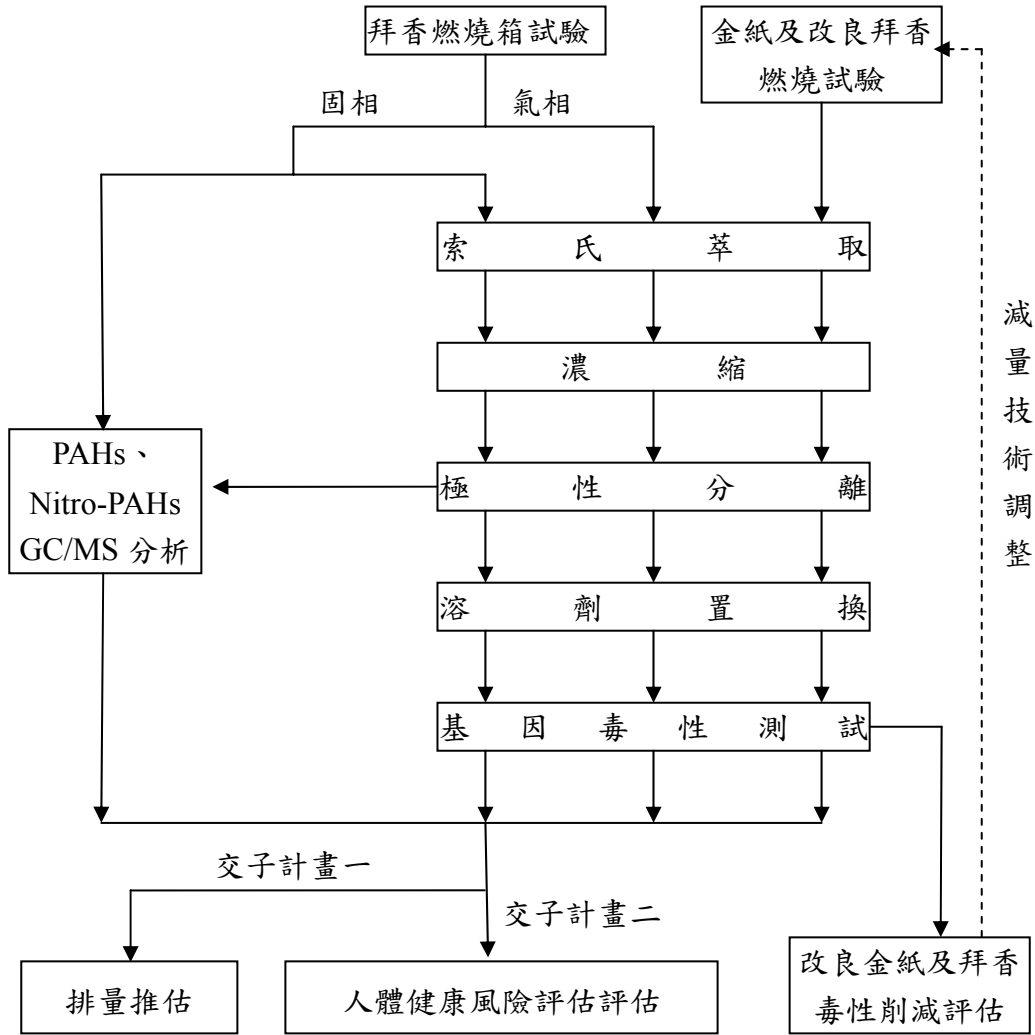 拜香燃燒箱試驗
金紙及改良拜香
燃燒試驗
固相
氣相
索氏萃取
濃縮
減量技術調整
PAHs、
Nitro-PAHs
GC/MS 分析
極性分離
溶劑置換
基因毒性測試
交子計畫一
交子計畫二
排量推估
人體健康風險評估評估
改良金紙及拜香
毒性削減評估